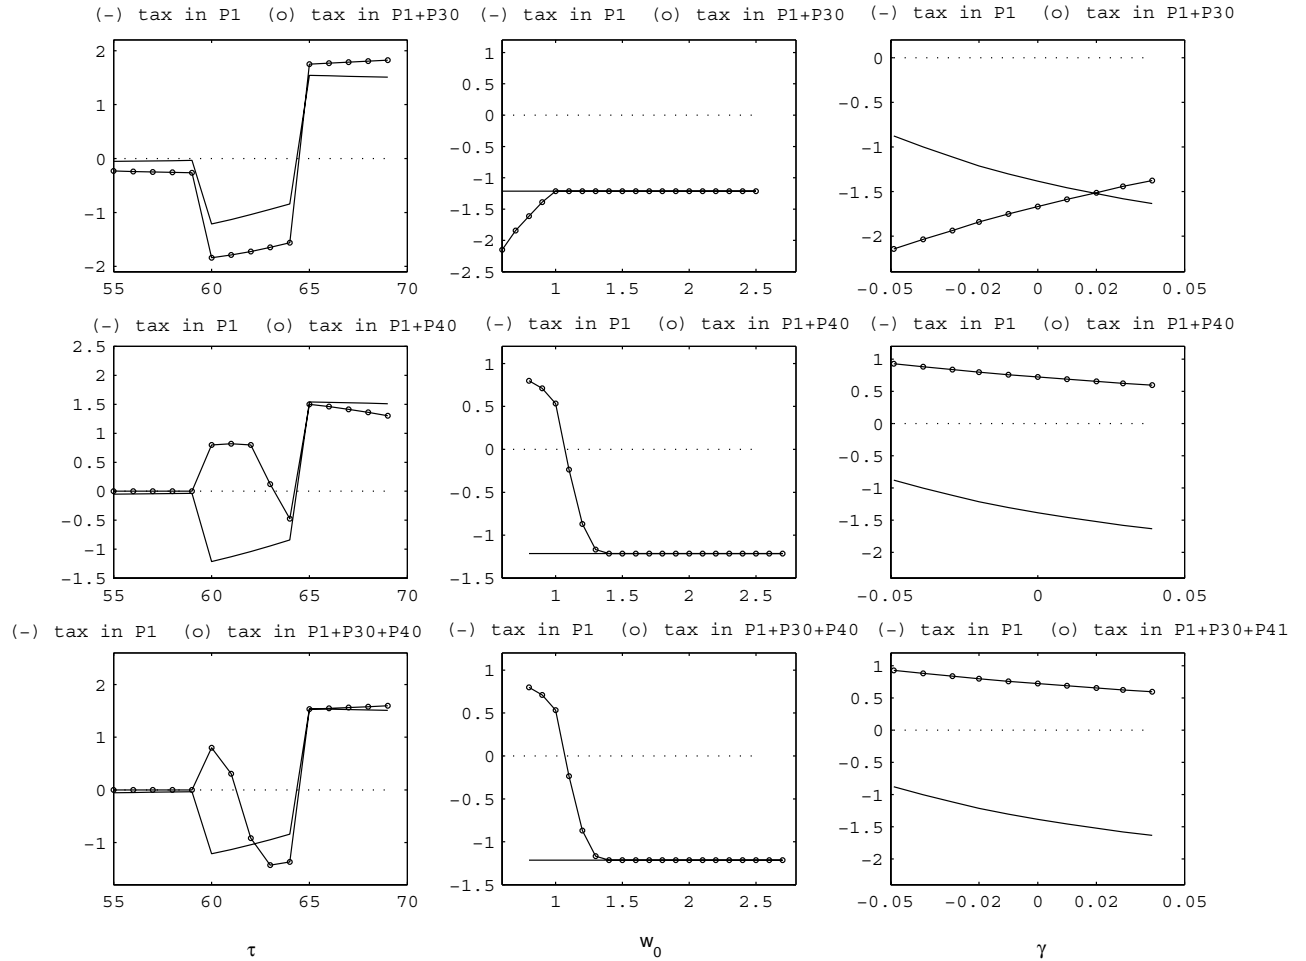 (-) tax in P1 (o) tax in P1+P30
2
1
0
-1
-2
55 60 65 70
(-) tax in P1 (o) tax in P1+P30
1
0.5
0
-0.5
-1
-1.5
-2
-2.5
1 1.5 2 2.5
(-) tax in P1 (o) tax in P1+P30
0
-0.5
-1
-1.5
-2
-0.05 -0.02 0 0.02 0.05
(-) tax in P1 (o) tax in P1+P40
2.5
2
1.5
1
0.5
0
-0.5
-1
-1.5
55 60 65 70
(-) tax in P1 (o) tax in P1+P40
1
0.5
0
-0.5
-1
-1.5
1 1.5 2 2.5
(-) tax in P1 (o) tax in P1+P40
1
0.5
0
-0.5
-1
-1.5
-2
-0.05 0 0.05
(-) tax in P1 (o) tax in P1+P30+P40
2
1
0
-1
55 60 65 70
τ
(-) tax in P1 (o) tax in P1+P30+P40
1
0.5
0
-0.5
-1
-1.5
1 1.5 2 2.5
w0
(-) tax in P1 (o) tax in P1+P30+P41
1
0.5
0
-0.5
-1
-1.5
-2
-0.05 -0.02 0 0.02 0.05
γ